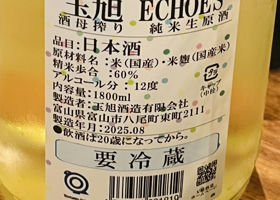 玉旭 ECHOES
酒母搾り 純米生原酒
品目:日本酒
原材料名:米(国産)・米麹(国産米)
精米歩合:60%
アルコール分:12度
内容量:1800ml
製造者:玉旭酒造有限会社
富山県富山市八尾町東町2111
製造年月:2025.08
●飲酒は20歳になってから。
要冷蔵